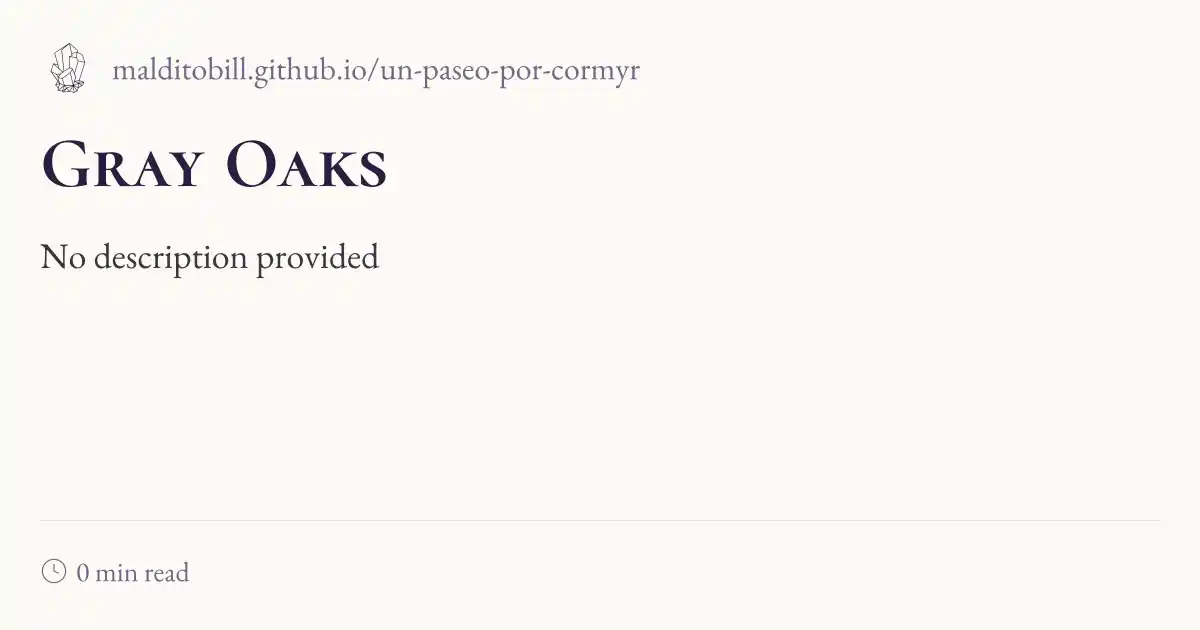 malditobill.github.io/un-paseo-por-cormyr
Gray Oaks
No description provided
0 min read